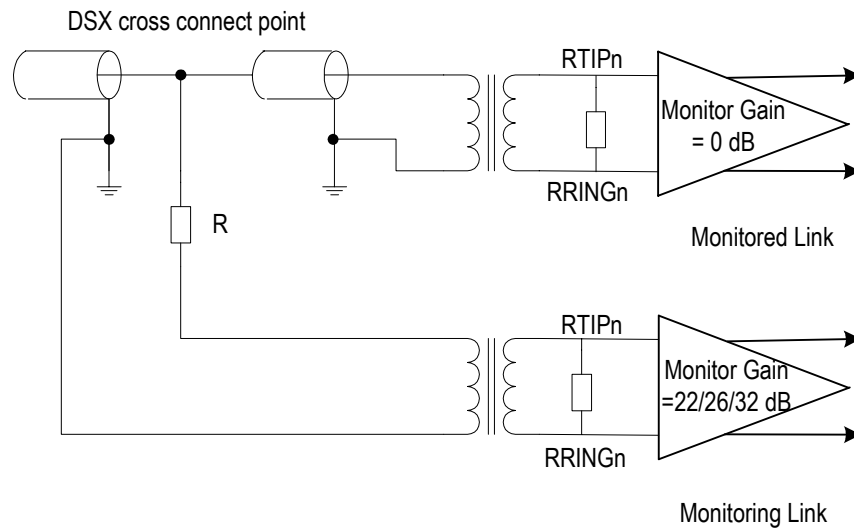 DSX cross connect point
RTIPn
Monitor Gain
= 0 dB
RRINGn
R
Monitored Link
RTIPn
Monitor Gain
=22/26/32 dB
RRINGn
Monitoring Link